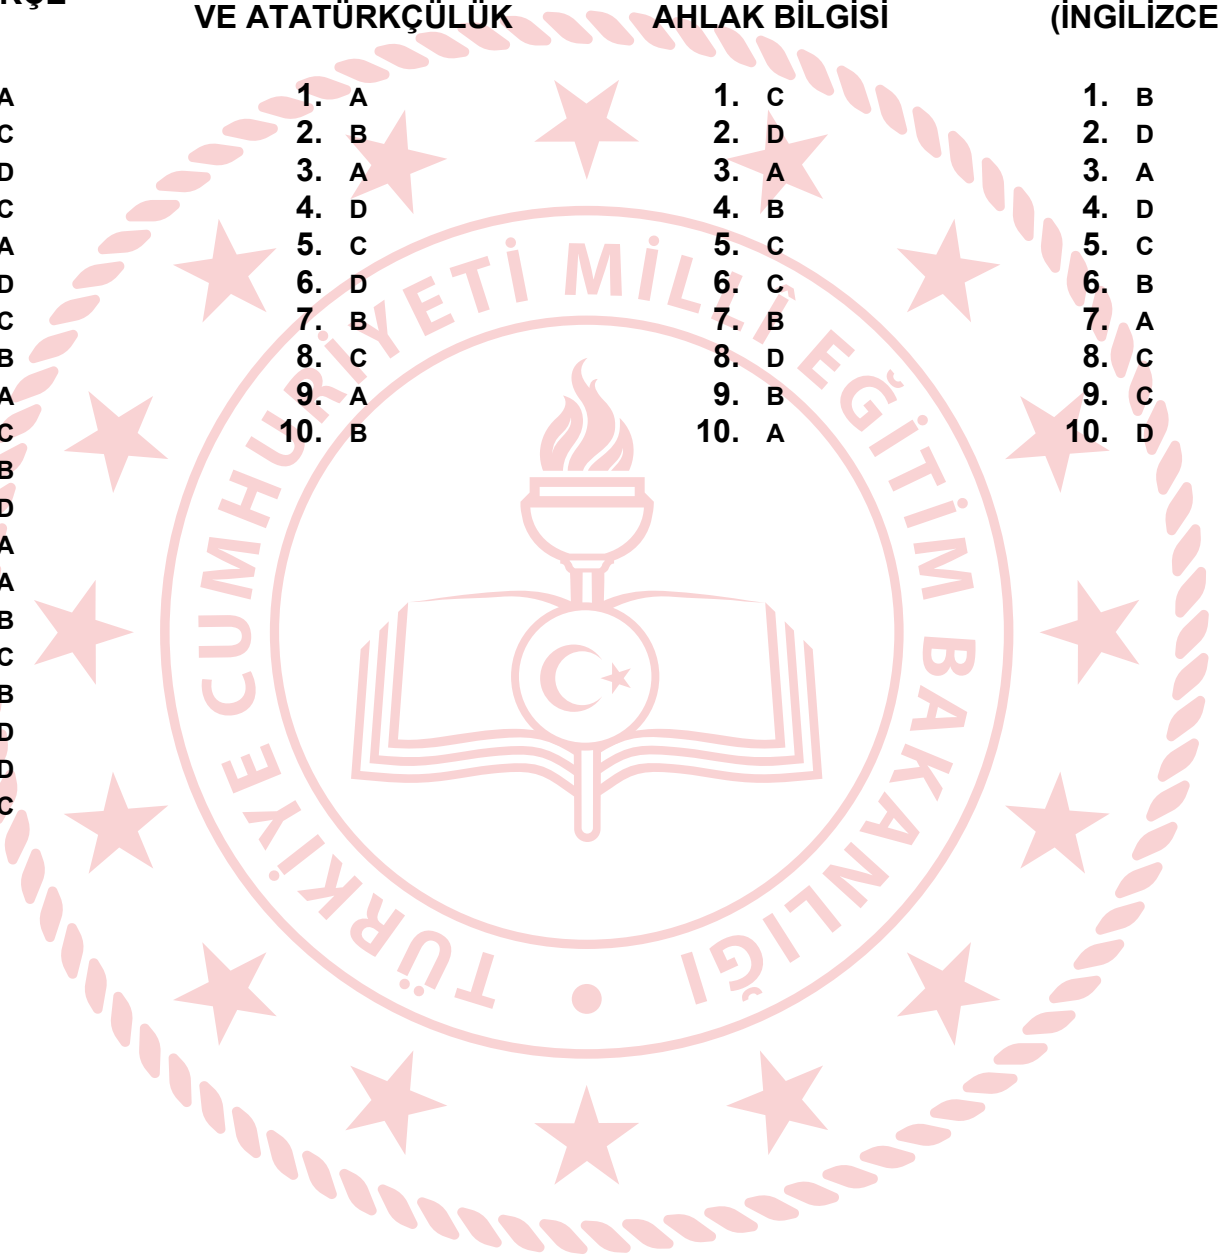 RKÇE
VE ATATÜRKÇÜLÜK
AHLAK BİLGİSİ
(İNGİLİZCE
A 1. A 1. C 1. B
C 2. B 2. D 2. D
D 3. A 3. A 3. A
C 4. D 4. B 4. D
A 5. C 5. C 5. C
D 6. D 6. C 6. B
C 7. B 7. B 7. A
B 8. C 8. D 8. C
A 9. A 9. B 9. C
C 10. B 10. A 10. D
B
D
A
A
B
C
B
D
D
C
TÜRKİYE CUMHURİYETİ MİLLÎ EĞİTİM BAKANLIĞI